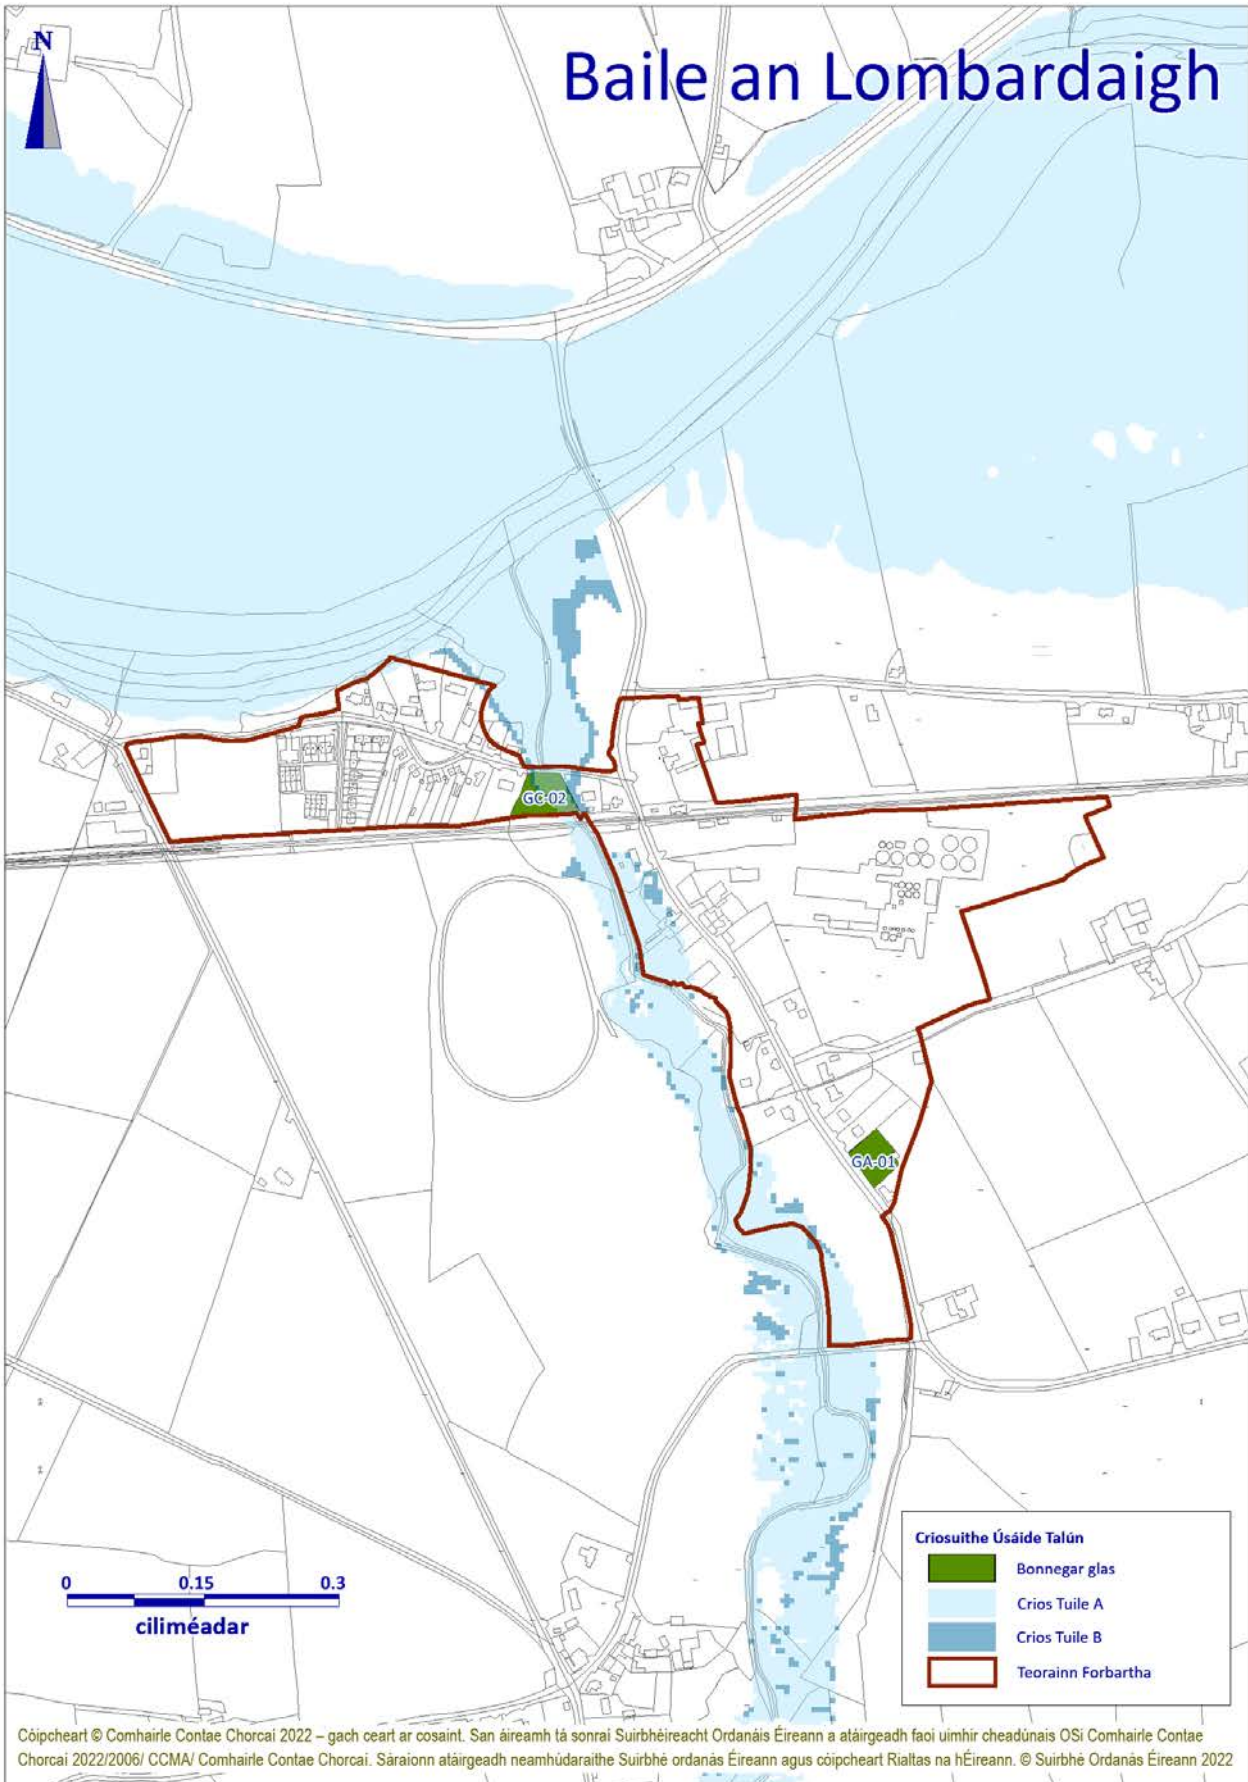 N
Baile an Lombardaigh
GC-02
GA-01
0 0.15 0.3
ciliméadar
Criosuithe Úsáide Talún
Bonnegar glas
Crios Tuile A
Crios Tuile B
Teorainn Forbartha
Cóipcheart © Comhairle Contae Chorcaí 2022 – gach ceart ar cosaint. San áireamh tá sonraí Suirbhéireacht Ordanáis Éireann a atáirgeadh faoi uimhir cheadúnais OSi Comhairle Contae
Chorcaí 2022/2006/ CCMA/ Comhairle Contae Chorcaí. Sáraíonn atáirgeadh neamhúdaraithe Suirbhé ordanás Éireann agus cóipcheart Rialtas na hÉireann. © Suirbhé Ordanás Éireann 2022